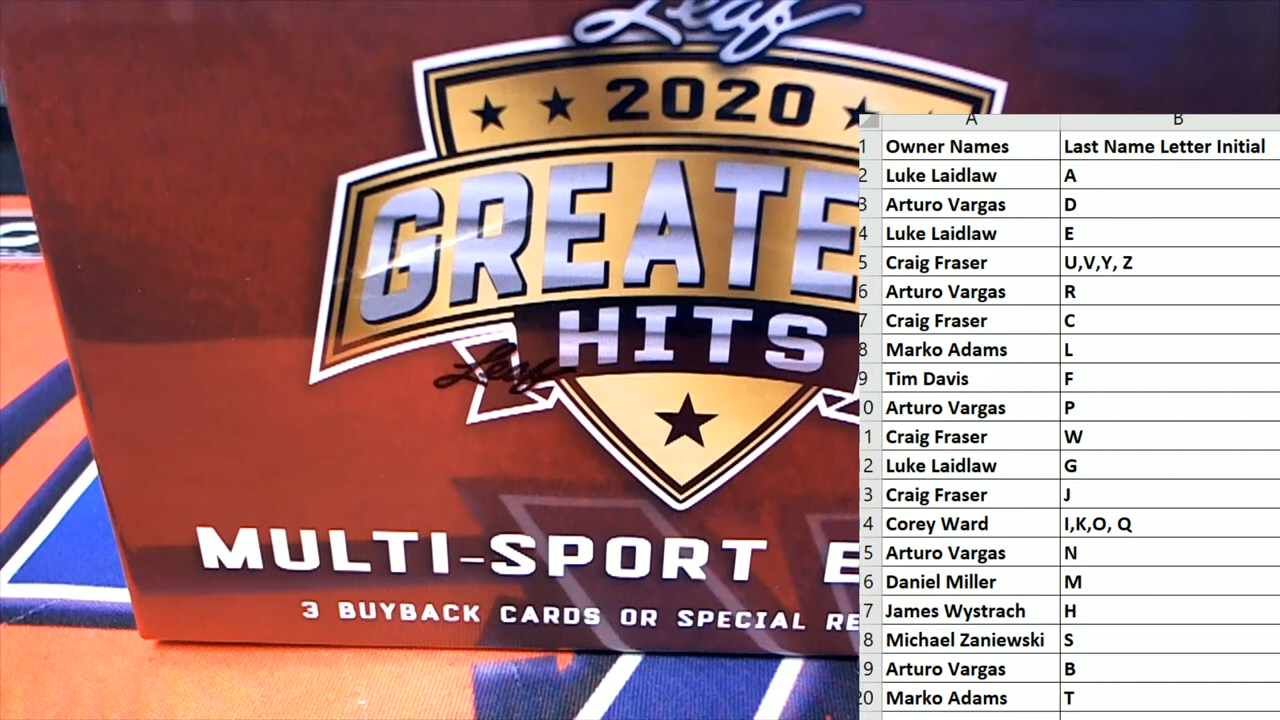 Leaf
2020
GREATE
HITS
Leaf
MULTI-SPORT E
3 BUYBACK CARDS OR SPECIAL RE
A B
1 Owner Names Last Name Letter Initial
2 Luke Laidlaw A
3 Arturo Vargas D
4 Luke Laidlaw E
5 Craig Fraser U,V,Y, Z
6 Arturo Vargas R
7 Craig Fraser C
8 Marko Adams L
9 Tim Davis F
0 Arturo Vargas P
1 Craig Fraser W
2 Luke Laidlaw G
3 Craig Fraser J
4 Corey Ward I,K,O, Q
5 Arturo Vargas N
6 Daniel Miller M
7 James Wystrach H
8 Michael Zaniewski S
9 Arturo Vargas B
20 Marko Adams T